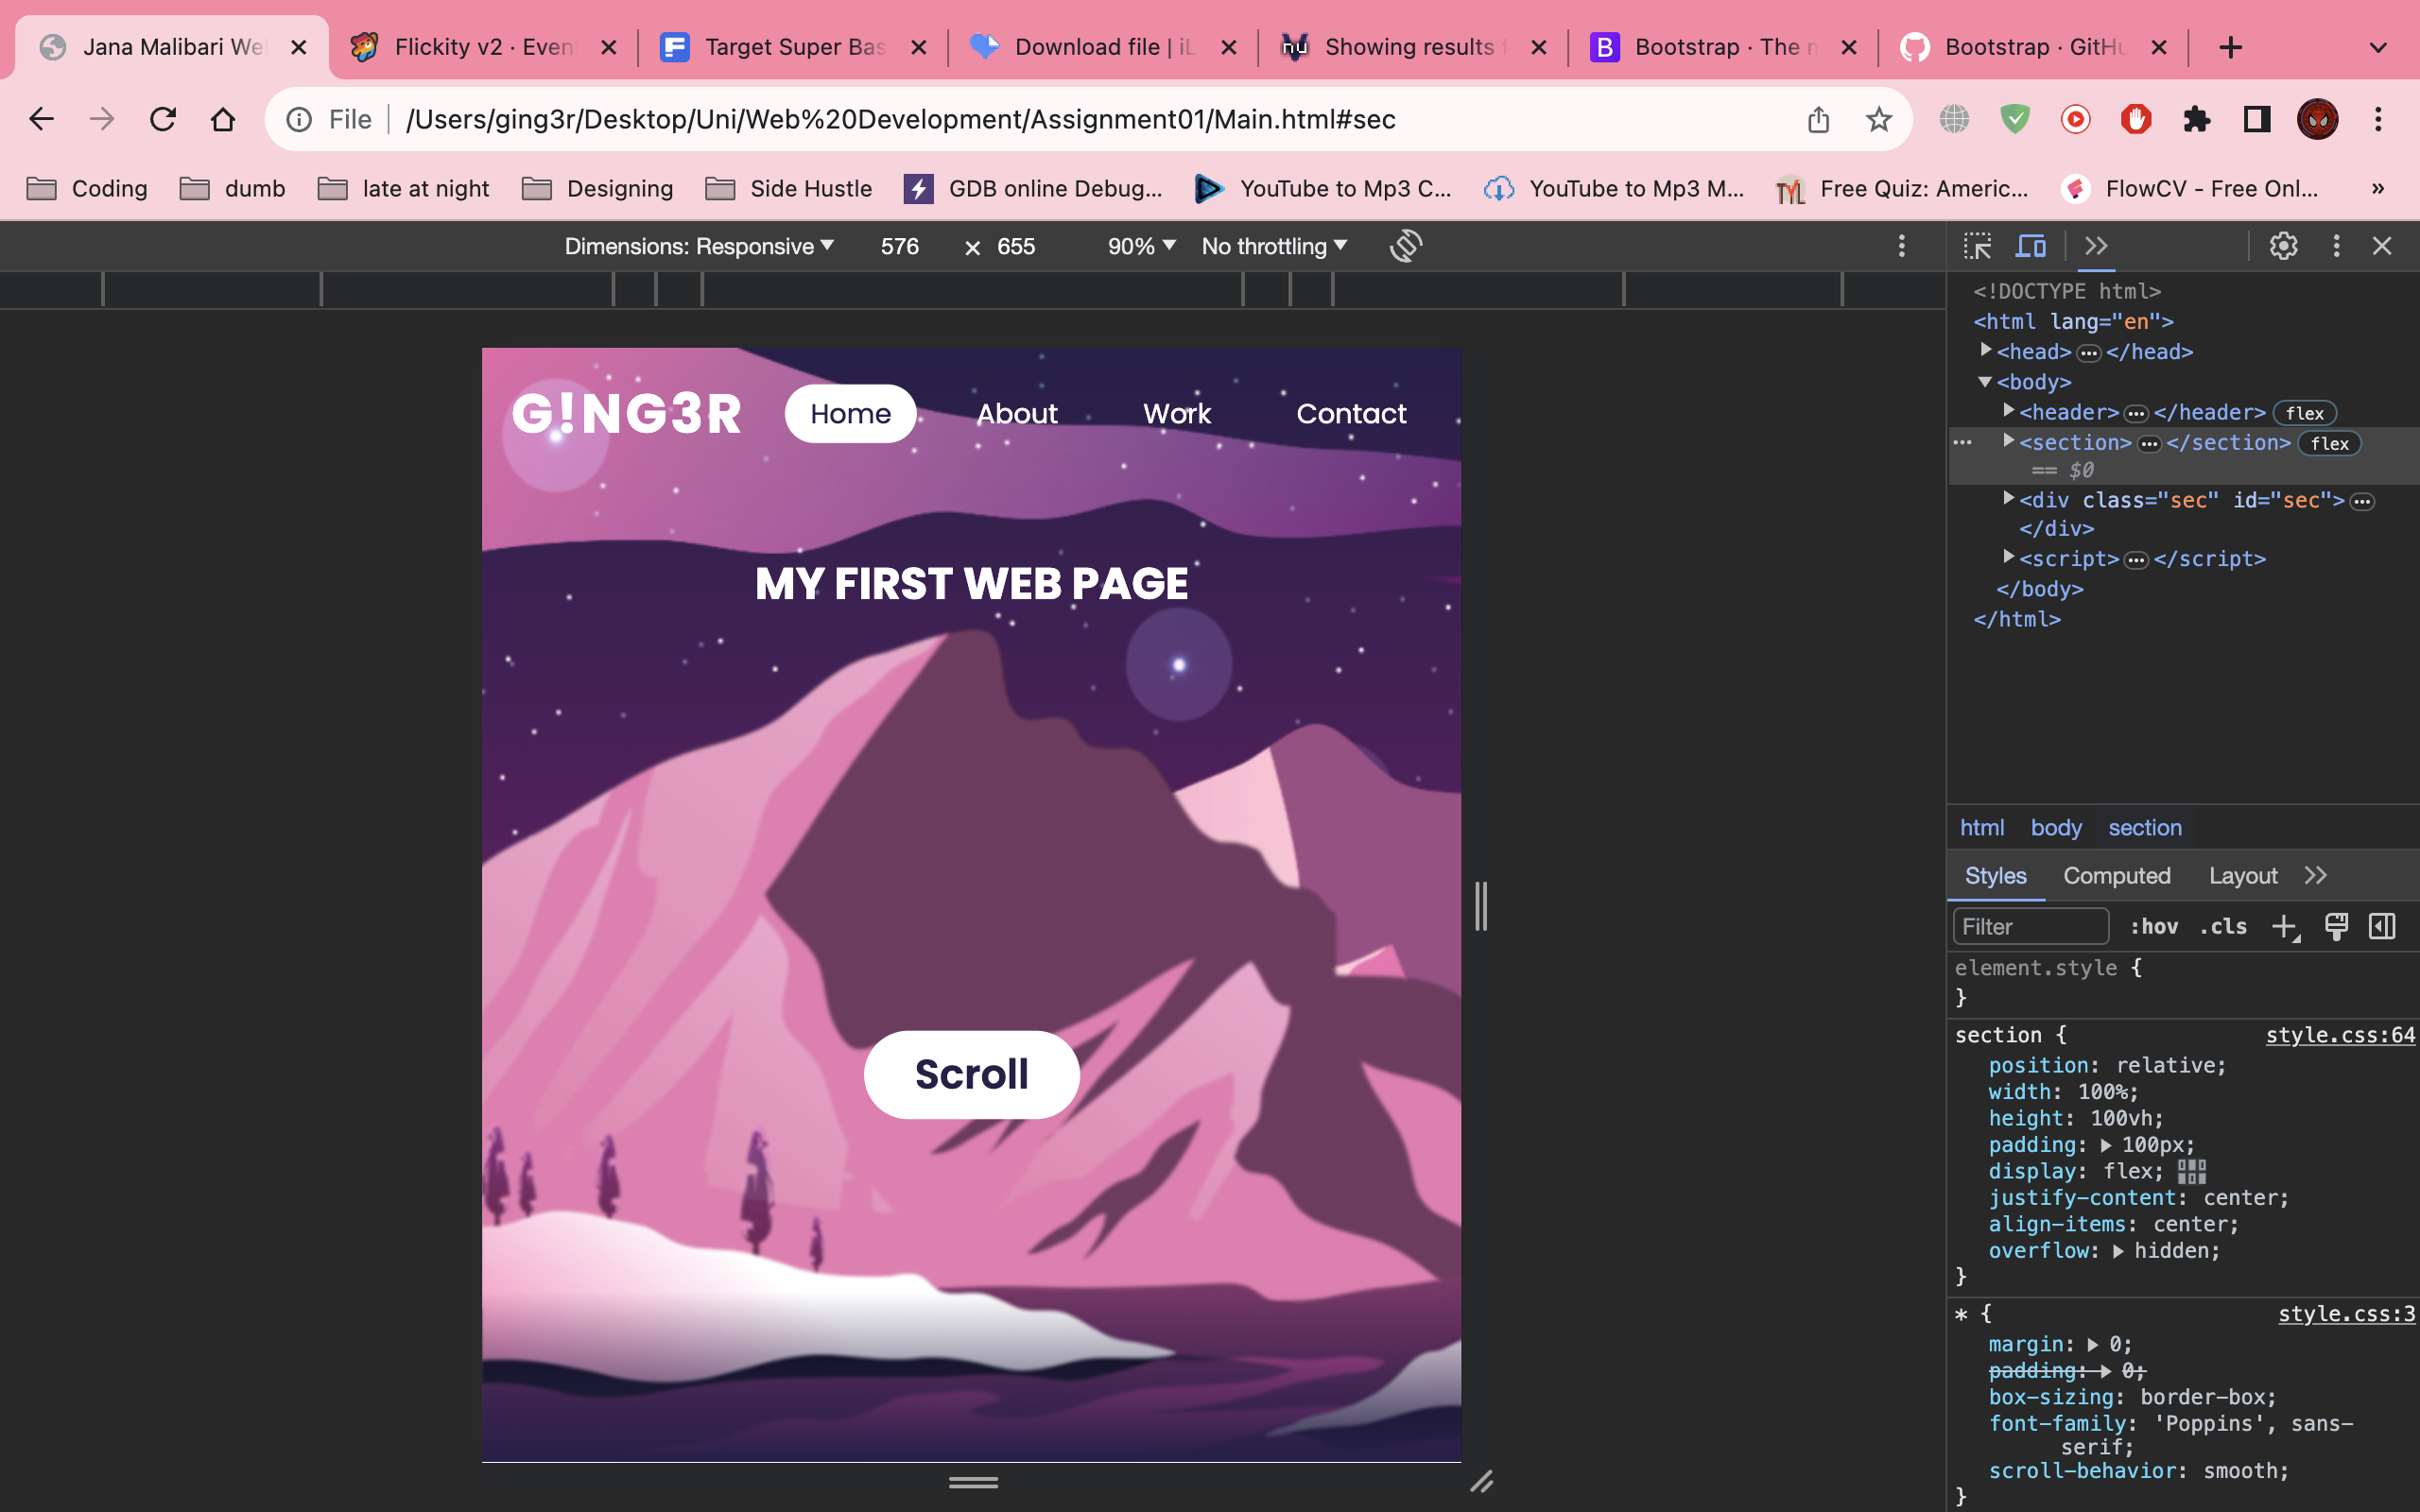 Jana Malibari We
Flickity v2 · Even
Target Super Bas
Download file | iL
Showing results f
Bootstrap · The n
Bootstrap · GitHu
File
/Users/ging3r/Desktop/Uni/Web%20Development/Assignment01/Main.html#sec
Coding
dumb
late at night
Designing
Side Hustle
GDB online Debug...
YouTube to Mp3 C...
YouTube to Mp3 M...
Free Quiz: Americ...
FlowCV - Free Onl...
»
Dimensions: Responsive ▼ 576 × 655 90% ▼ No throttling ▼
G!NG3R
Home
About
Work
Contact
MY FIRST WEB PAGE
Scroll
<!DOCTYPE html>
<html lang="en">
<head>…</head>
<body>
<header>…</header> flex
<section>…</section> flex
== $0
<div class="sec" id="sec">…
</div>
<script>…</script>
</body>
</html>
html body section
Styles Computed Layout
Filter :hov .cls
element.style {
}
section { style.css:64
position: relative;
width: 100%;
height: 100vh;
padding: 100px;
display: flex;
justify-content: center;
align-items: center;
overflow: hidden;
}
* { style.css:3
margin: 0;
padding: 0;
box-sizing: border-box;
font-family: 'Poppins', sans-
serif;
scroll-behavior: smooth;
}